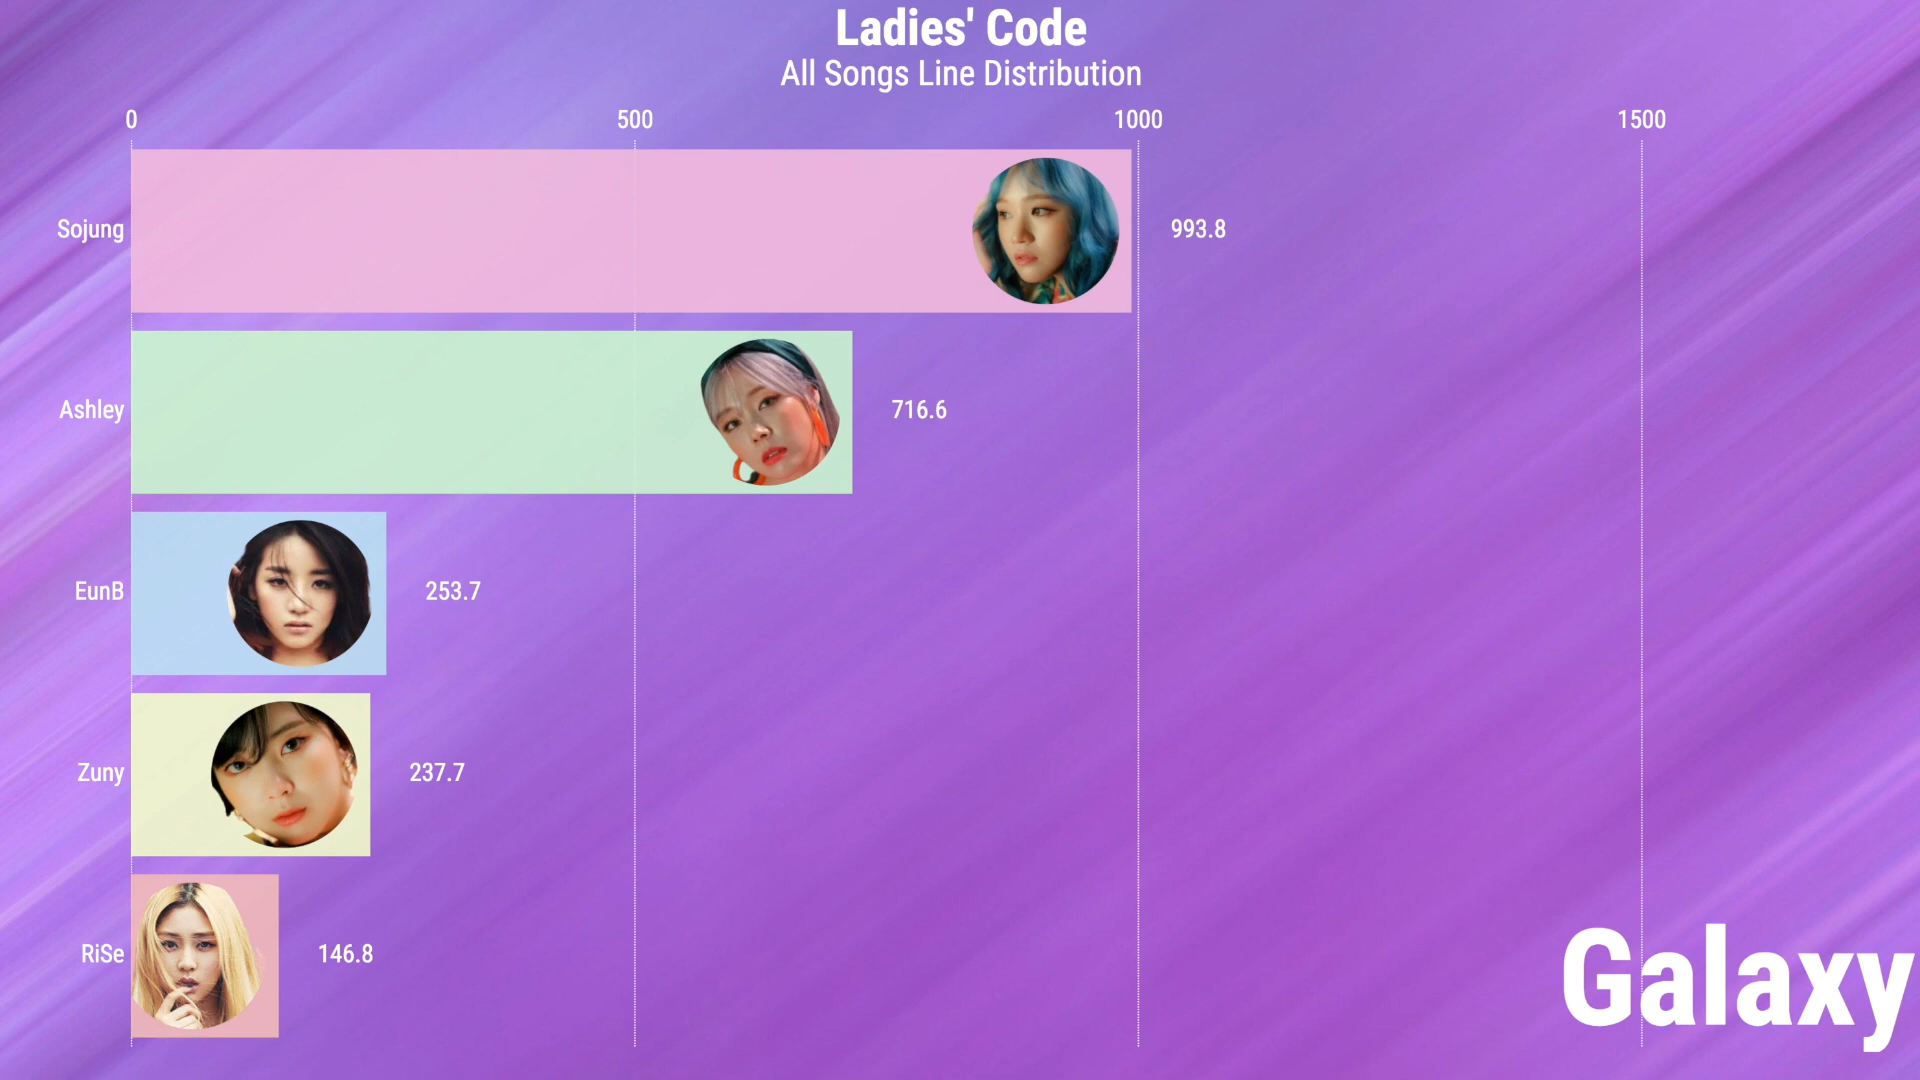 Ladies' Code
All Songs Line Distribution
0 500 1000 1500
Sojung 993.8
Ashley 716.6
EunB 253.7
Zuny 237.7
RiSe 146.8
Galaxy